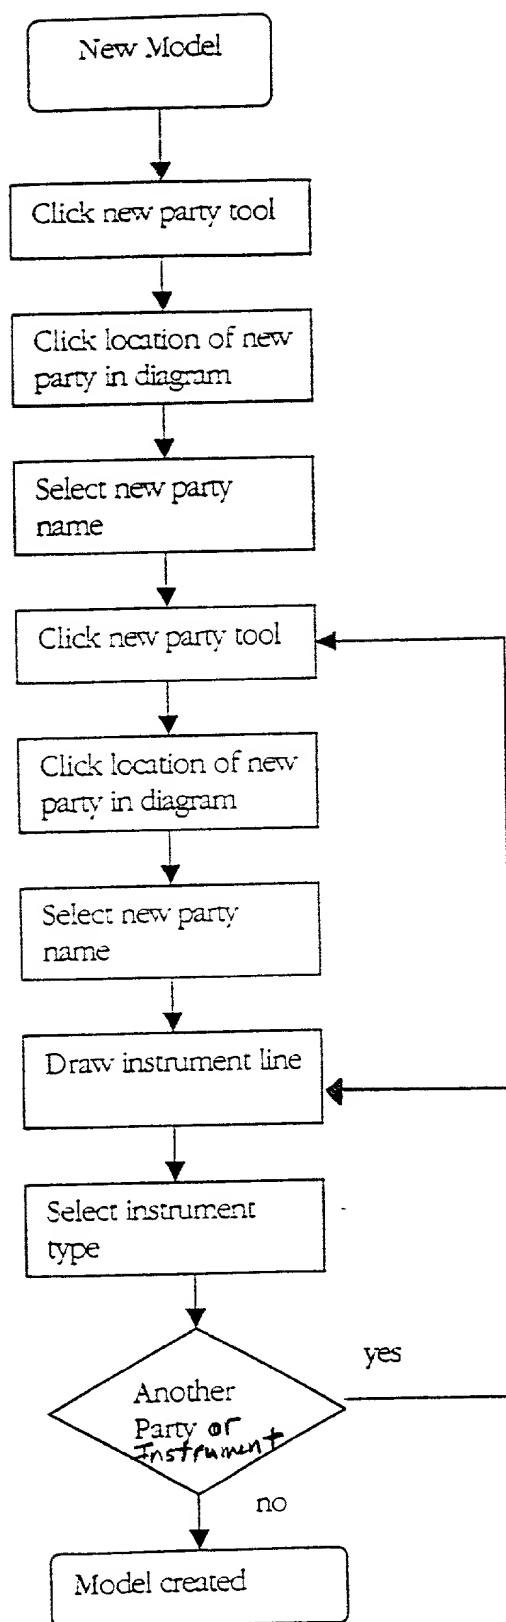 New Model
Click new party tool
Click location of new
party in diagram
Select new party
name
Click new party tool
Click location of new
party in diagram
Select new party
name
Draw instrument line
Select instrument
type
yes
Another
Party or
Instrument
no
Model created